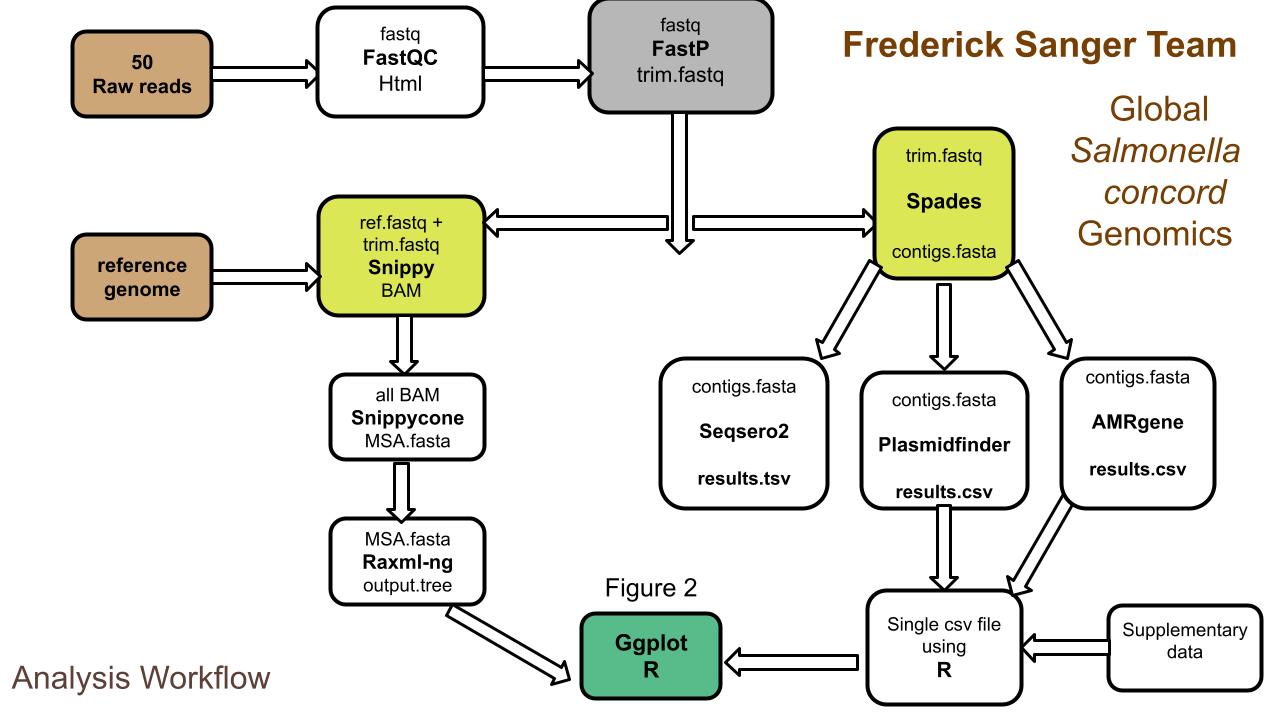 50
Raw reads
fastq
FastQC
Html
fastq
FastP
trim.fastq
Frederick Sanger Team
Global
Salmonella
concord
Genomics
trim.fastq
Spades
contigs.fasta
reference
genome
ref.fastq +
trim.fastq
Snippy
BAM
all BAM
Snippycone
MSA.fasta
MSA.fasta
Raxml-ng
output.tree
contigs.fasta
Seqsero2
results.tsv
contigs.fasta
Plasmidfinder
results.csv
contigs.fasta
AMRgene
results.csv
Figure 2
Ggplot
R
Single csv file
using
R
Supplementary
data
Analysis Workflow